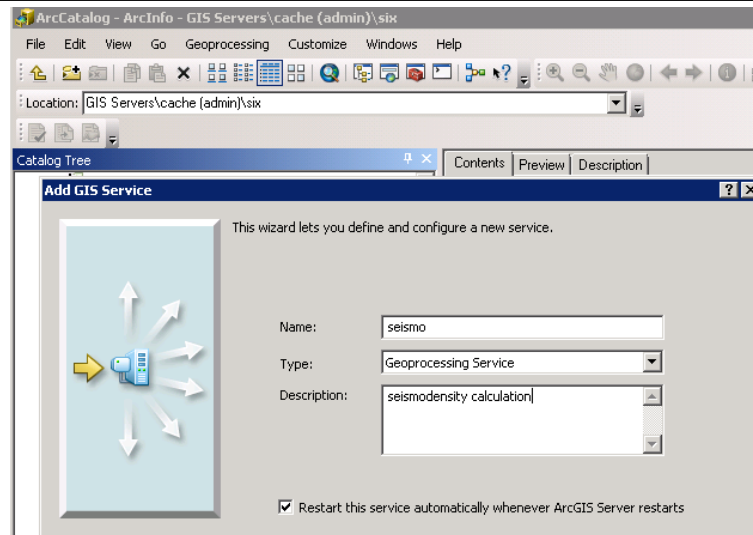 ArcCatalog - ArcInfo - GIS Servers\cache (admin)\six
File Edit View Go Geoprocessing Customize Windows Help
Location: GIS Servers\cache (admin)\six
Catalog Tree
Contents Preview Description
Add GIS Service
This wizard lets you define and configure a new service.
Name: seismo
Type: Geoprocessing Service
Description: seismodensity calculation
Restart this service automatically whenever ArcGIS Server restarts